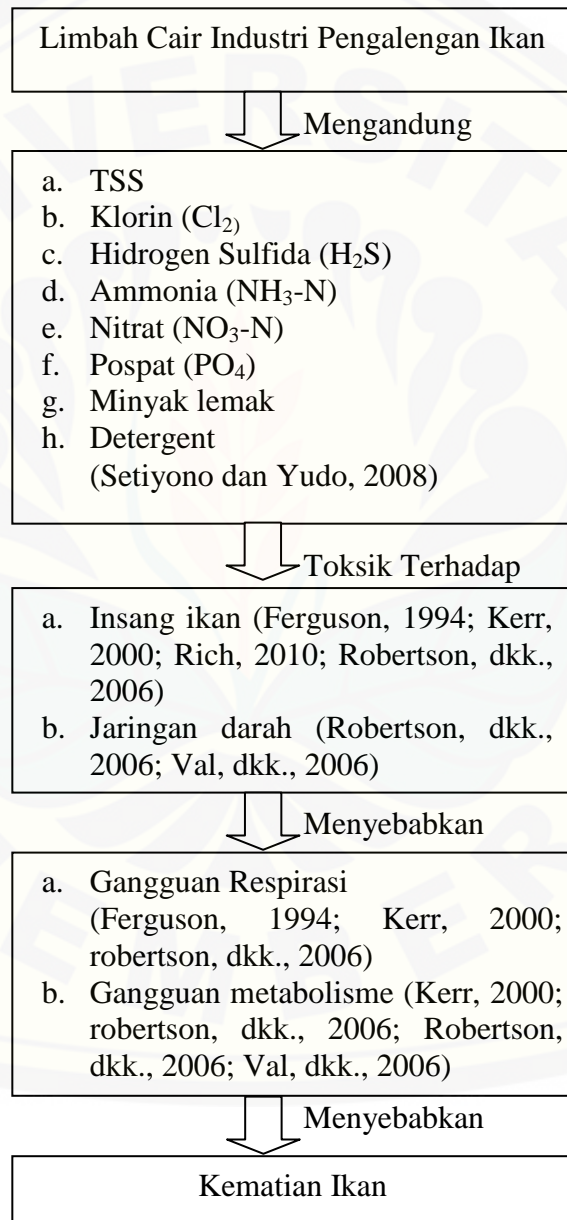 Limbah Cair Industri Pengalengan Ikan
Mengandung
a. TSS
b. Klorin (Cl₂)
c. Hidrogen Sulfida (H₂S)
d. Ammonia (NH₃-N)
e. Nitrat (NO₃-N)
f. Pospat (PO₄)
g. Minyak lemak
h. Detergent
(Setiyono dan Yudo, 2008)
Toksik Terhadap
a. Insang ikan (Ferguson, 1994; Kerr,
2000; Rich, 2010; Robertson, dkk.,
2006)
b. Jaringan darah (Robertson, dkk.,
2006; Val, dkk., 2006)
Menyebabkan
a. Gangguan Respirasi
(Ferguson, 1994; Kerr, 2000;
robertson, dkk., 2006)
b. Gangguan metabolisme (Kerr, 2000;
robertson, dkk., 2006; Robertson,
dkk., 2006; Val, dkk., 2006)
Menyebabkan
Kematian Ikan